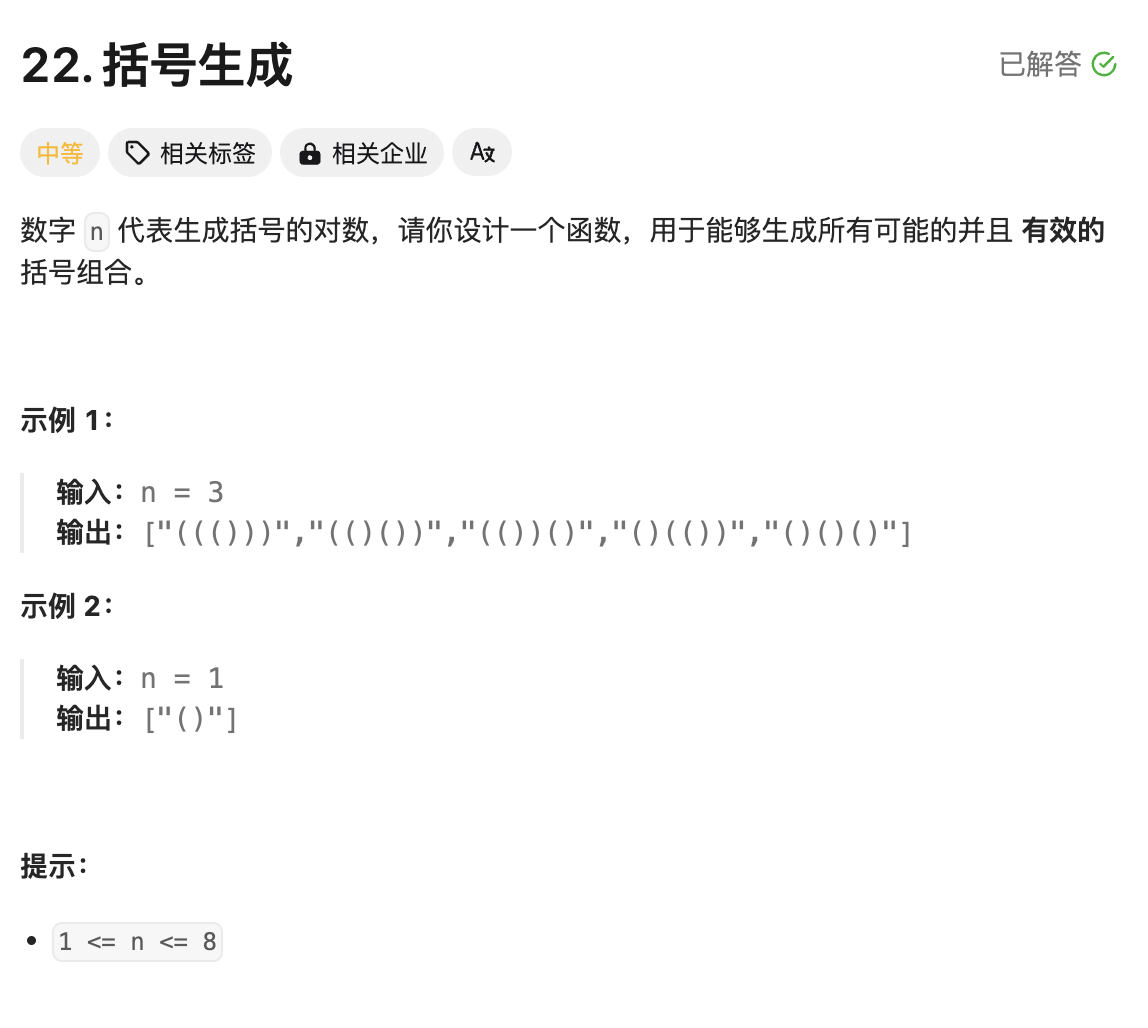 22. 括号生成
已解答
中等
相关标签
相关企业
A文
数字 n 代表生成括号的对数，请你设计一个函数，用于能够生成所有可能的并且 有效的
括号组合。
示例 1：
输入：n = 3
输出：["((()))","(()())","(())()","()(())","()()()"]
示例 2：
输入：n = 1
输出：["()"]
提示：
• 1 <= n <= 8